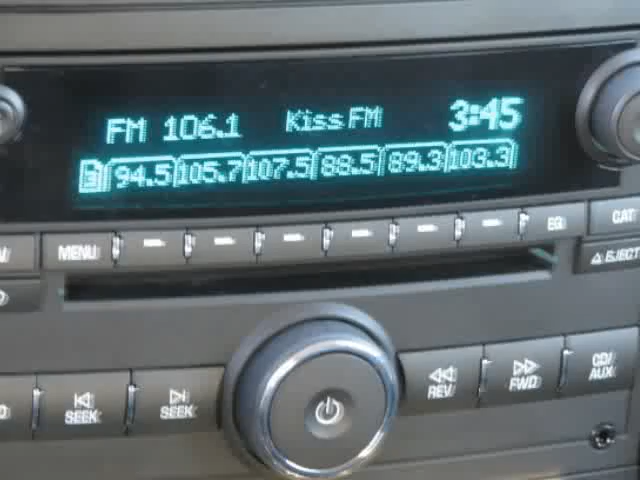 FM 106.1 Kiss FM 3:45
3 94.5 105.7 107.5 88.5 89.3 103.3
MENU EQ CAT
EJECT
SEEK SEEK REV FWD CD/
AUX